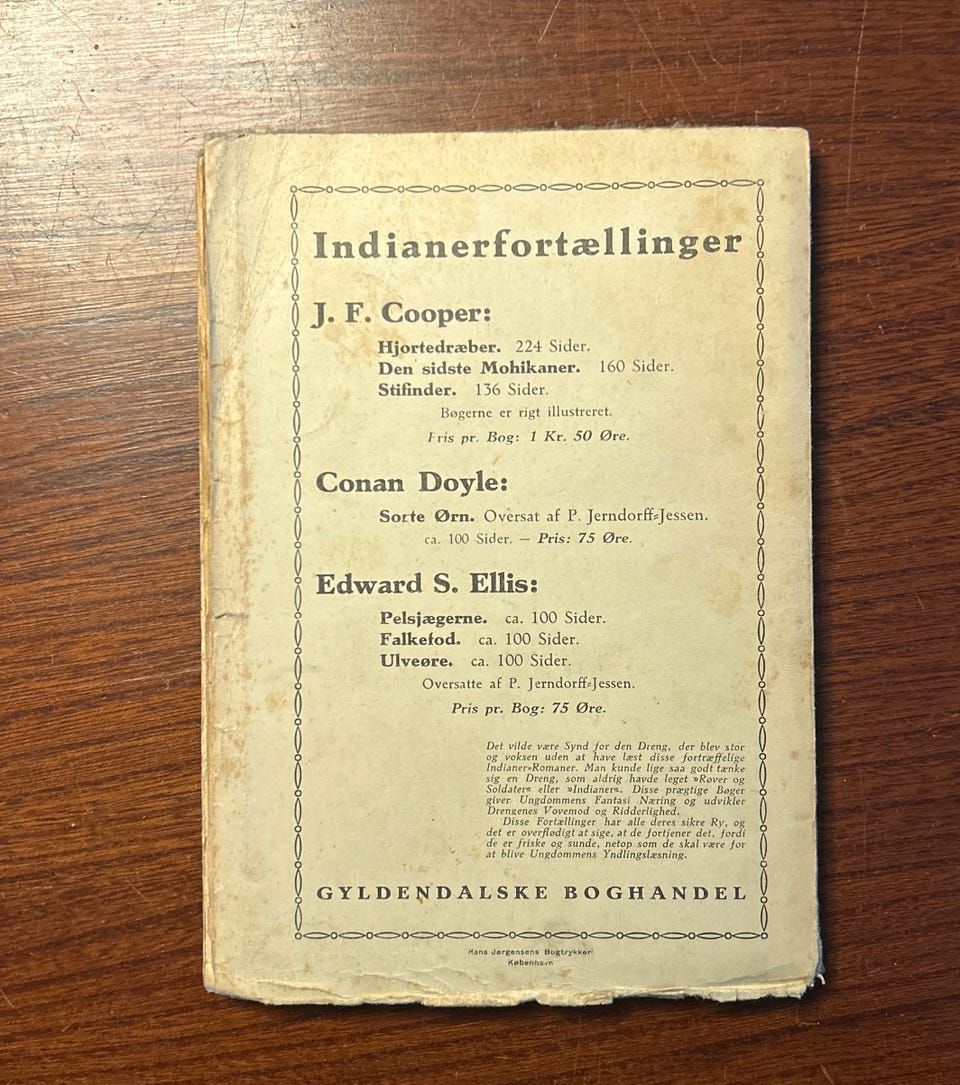 Indianerfortællinger
J. F. Cooper:
Hjortedræber. 224 Sider.
Den sidste Mohikaner. 160 Sider.
Stifinder. 136 Sider.
Bøgerne er rigt illustreret.
Pris pr. Bog: 1 Kr. 50 Øre.
Conan Doyle:
Sorte Ørn. Oversat af P. Jerndorff-Jessen.
ca. 100 Sider. — Pris: 75 Øre.
Edward S. Ellis:
Pelsjægerne. ca. 100 Sider.
Falkefod. ca. 100 Sider.
Ulveøre. ca. 100 Sider.
Oversatte af P. Jerndorff-Jessen.
Pris pr. Bog: 75 Øre.
Det vilde være Synd for den Dreng, der blev stor
og voksen uden at have læst disse fortræffelige
Indianer-Romaner. Man kunde lige saa godt tænke
sig en Dreng, som aldrig havde leget »Røver og
Soldater« eller »Indianer«. Disse prægtige Bøger
giver Ungdommens Fantasi Næring og udvikler
Drengenes Vovemod og Ridderlighed.
Disse Fortællinger har alle deres sikre Ry, og
det er overflødigt at sige, at de fortjener det, fordi
de er friske og sunde, netop som de skal være for
at blive Ungdommens Yndlingslæsning.
GYLDENDALSKE BOGHANDEL
Hans Jørgensens Bogtrykkeri
København